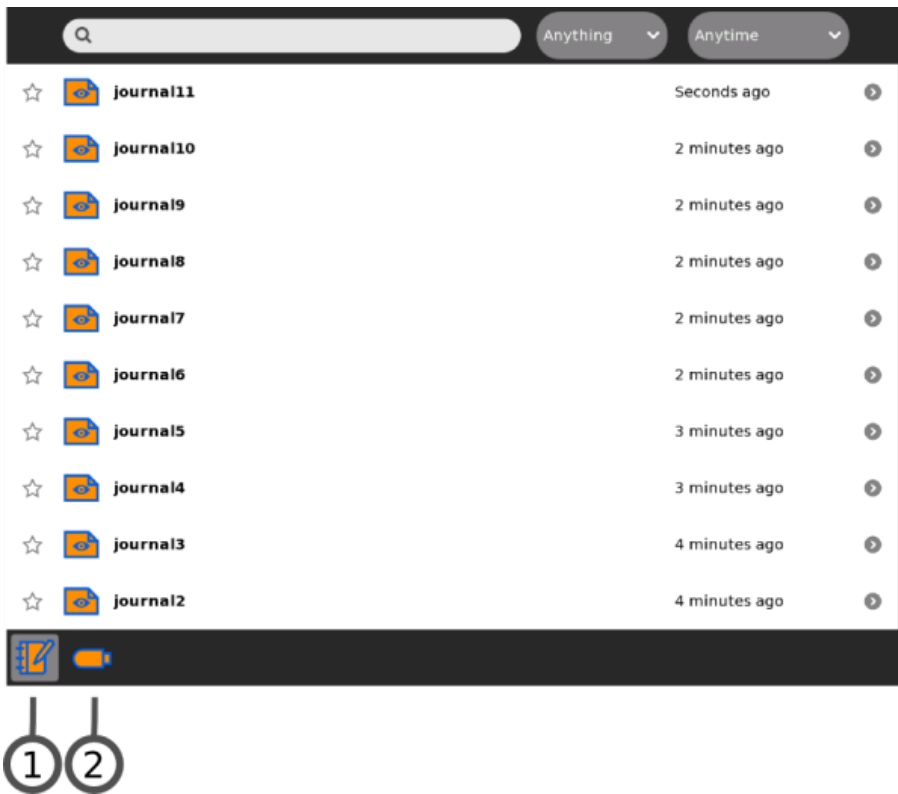 Anything Anytime
journal11 Seconds ago
journal10 2 minutes ago
journal9 2 minutes ago
journal8 2 minutes ago
journal7 2 minutes ago
journal6 2 minutes ago
journal5 3 minutes ago
journal4 3 minutes ago
journal3 4 minutes ago
journal2 4 minutes ago
1 2